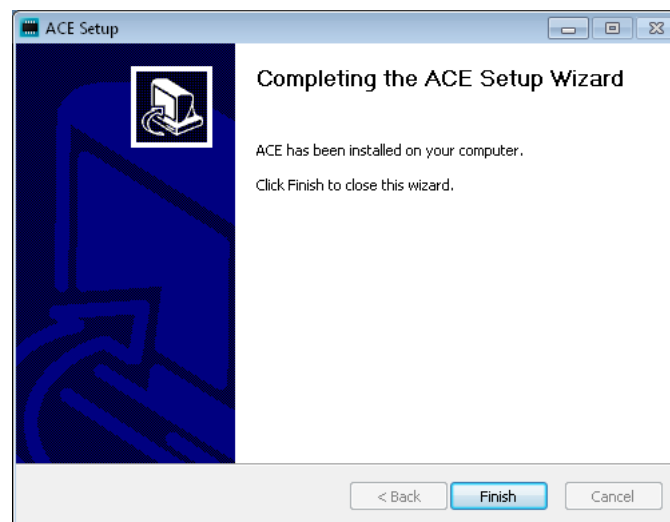 ACE Setup
Completing the ACE Setup Wizard
ACE has been installed on your computer.
Click Finish to close this wizard.
< Back
Finish
Cancel